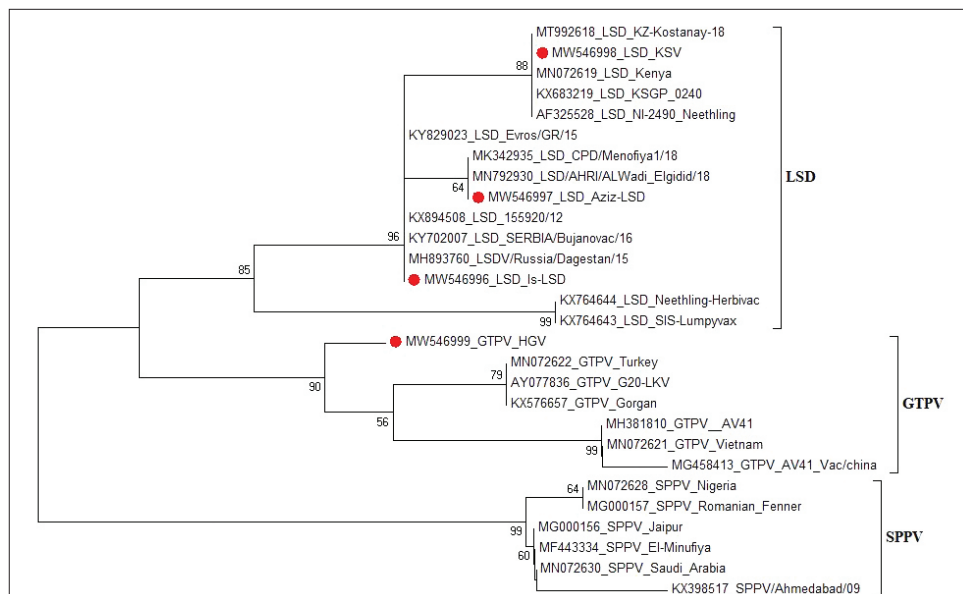 MT992618_LSD_KZ-Kostanay-18
MW546998_LSD_KSV
88
MN072619_LSD_Kenya
KX683219_LSD_KSGP_0240
AF325528_LSD_NI-2490_Neethling
KY829023_LSD_Evros/GR/15
MK342935_LSD_CPD/Menofiya1/18
MN792930_LSD/AHRI/ALWadi_Elgidid/18
LSD
64
MW546997_LSD_Aziz-LSD
KX894508_LSD_155920/12
96
KY702007_LSD_SERBIA/Bujanovac/16
MH893760_LSDV/Russia/Dagestan/15
85
MW546996_LSD_Is-LSD
KX764644_LSD_Neethling-Herbivac
99
KX764643_LSD_SIS-Lumpyvax
MW546999_GTPV_HGV
MN072622_GTPV_Turkey
79
AY077836_GTPV_G20-LKV
90
KX576657_GTPV_Gorgan
GTPV
56
MH381810_GTPV__AV41
MN072621_GTPV_Vietnam
99
MG458413_GTPV_AV41_Vac/china
MN072628_SPPV_Nigeria
64
MG000157_SPPV_Romanian_Fenner
99
MG000156_SPPV_Jaipur
SPPV
MF443334_SPPV_El-Minufiya
60
MN072630_SPPV_Saudi_Arabia
KX398517_SPPV/Ahmedabad/09